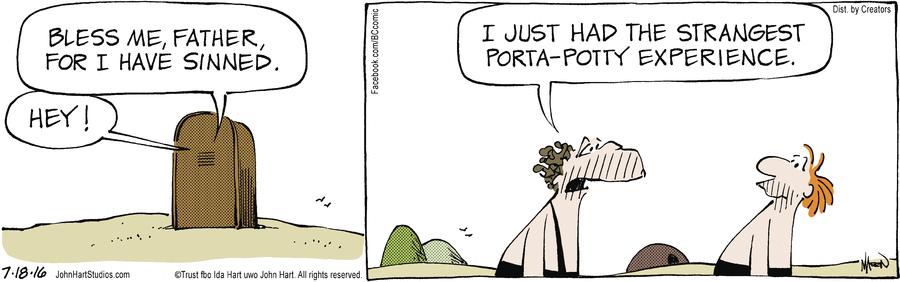 BLESS ME, FATHER,
FOR I HAVE SINNED.
HEY!
7·18·16
JohnHartStudios.com
©Trust fbo Ida Hart uwo John Hart. All rights reserved.
Facebook.com/BCcomic
I JUST HAD THE STRANGEST
PORTA-POTTY EXPERIENCE.
Dist. by Creators